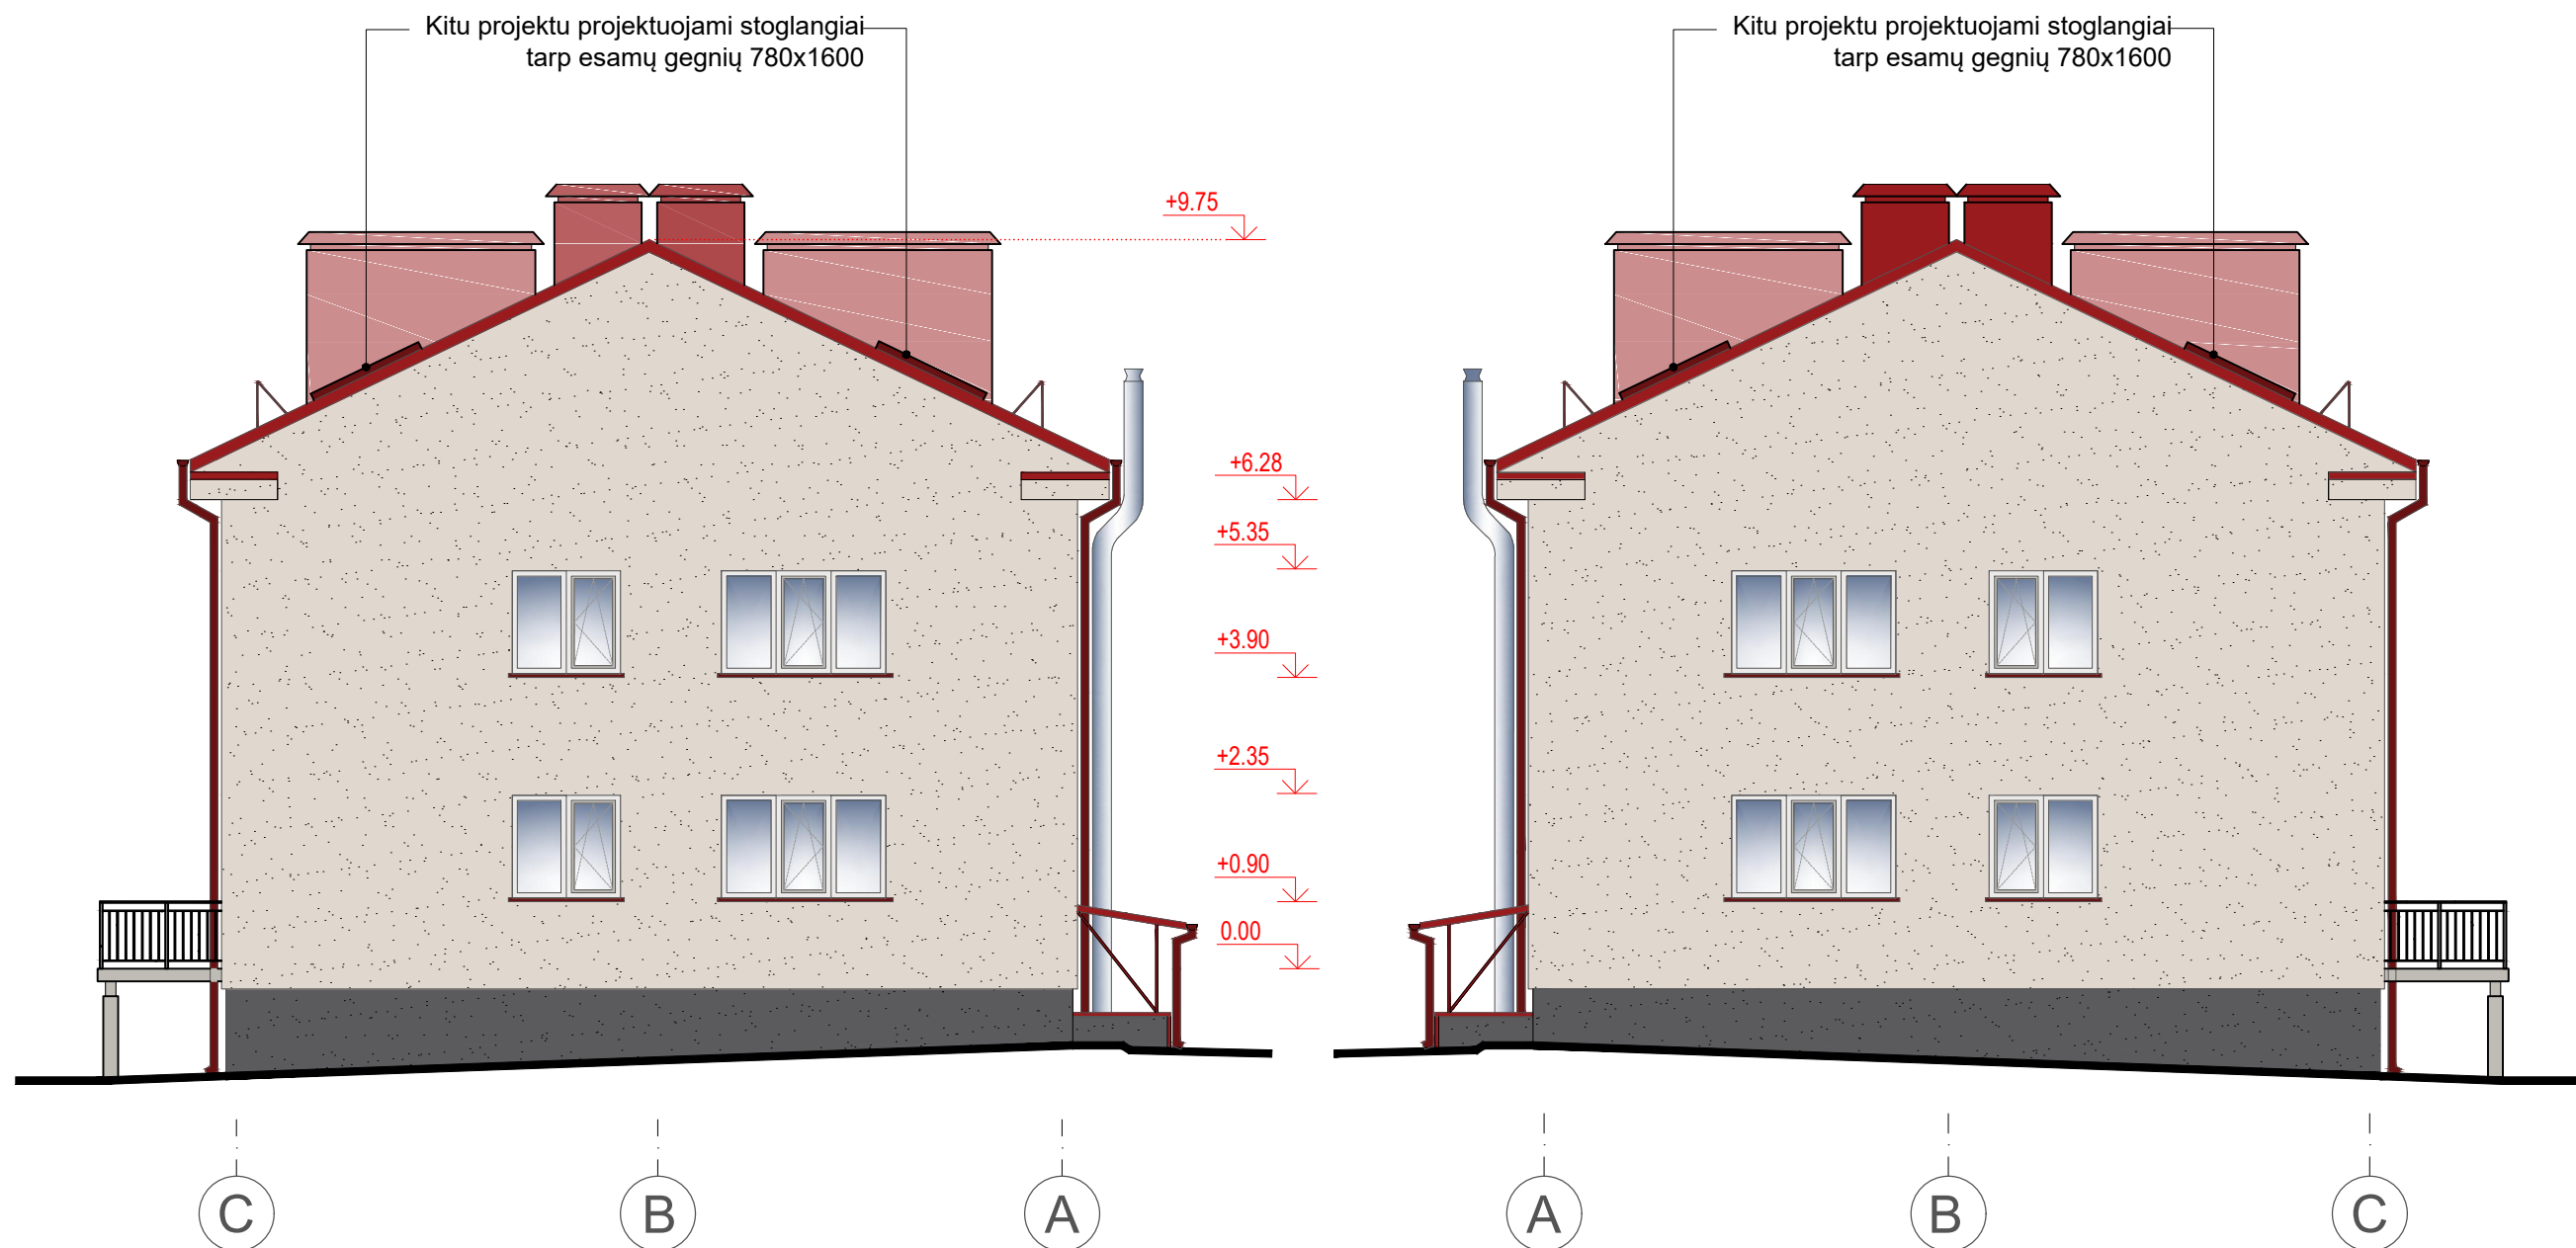 Kitu projektu projektuojami stoglangiai
tarp esamų gegnių 780x1600
Kitu projektu projektuojami stoglangiai
tarp esamų gegnių 780x1600
+9.75
+6.28
+5.35
+3.90
+2.35
+0.90
0.00
C
B
A
A
B
C